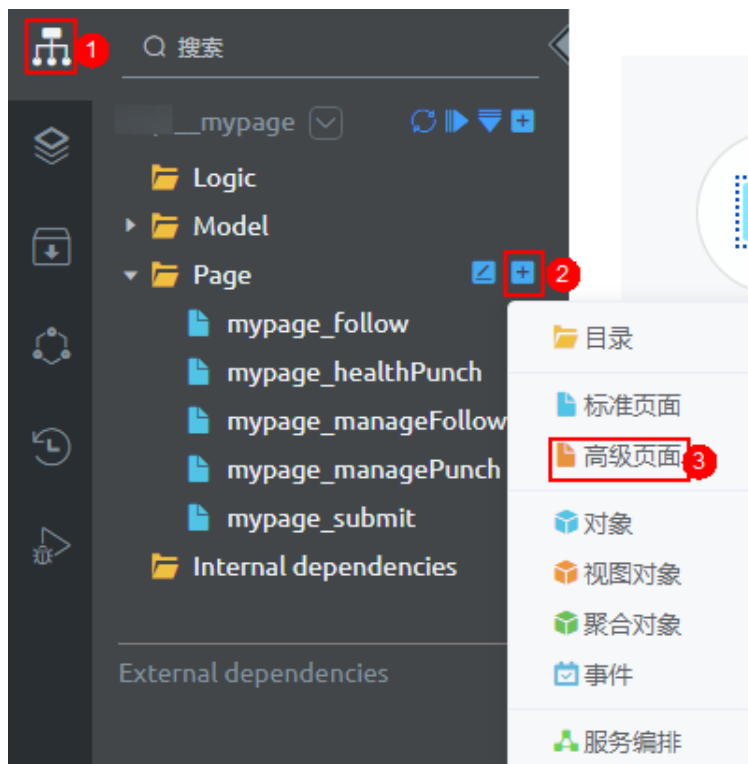 1
搜索
__mypage
Logic
Model
Page
2
mypage_follow
目录
mypage_healthPunch
标准页面
mypage_manageFollow
高级页面
3
mypage_managePunch
mypage_submit
对象
Internal dependencies
视图对象
聚合对象
External dependencies
事件
服务编排